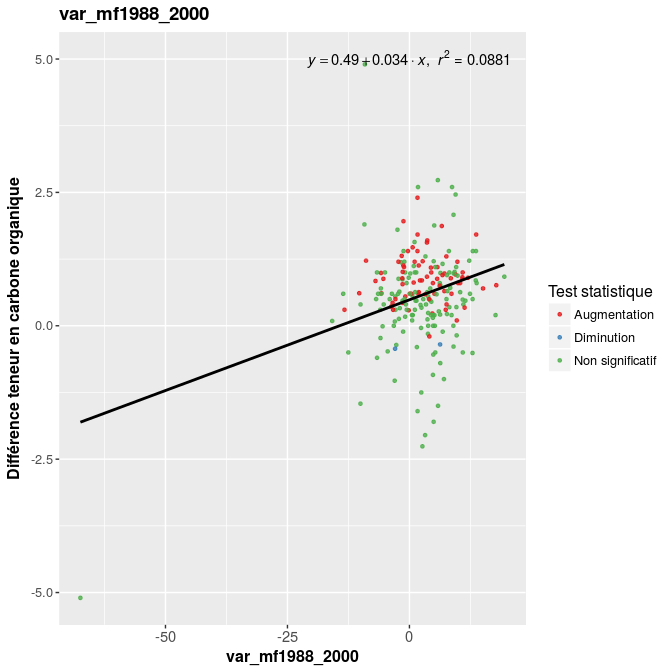 var_mf1988_2000
y = 0.49 + 0.034 · x, r² = 0.0881
Différence teneur en carbone organique
5.0
2.5
0.0
-2.5
-5.0
-50
-25
0
var_mf1988_2000
Test statistique
Augmentation
Diminution
Non significatif